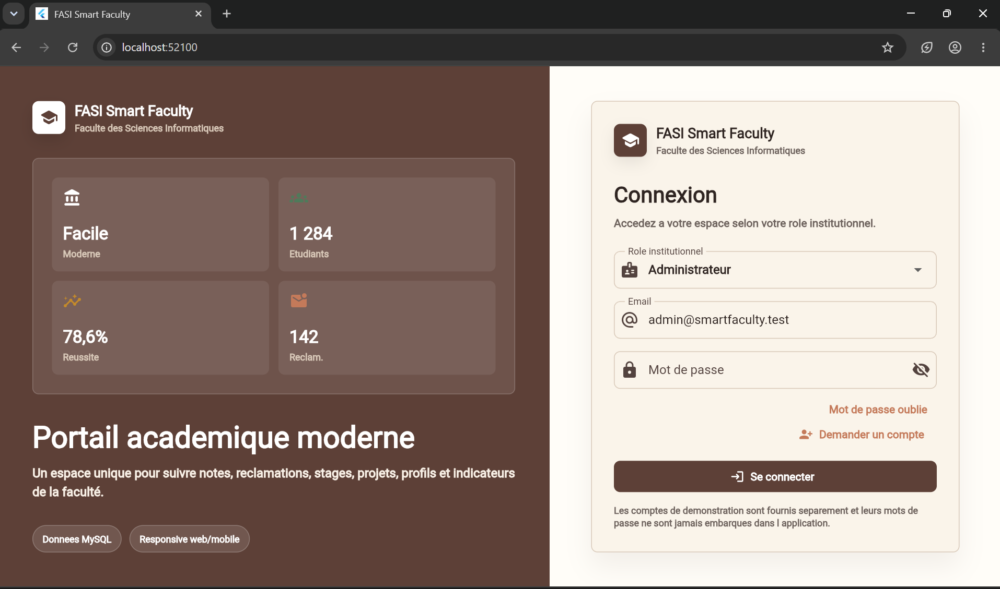 FASI Smart Faculty
localhost:52100
FASI Smart Faculty
Faculte des Sciences Informatiques
Facile
Moderne
1 284
Etudiants
78,6%
Reussite
142
Reclam.
Portail academique moderne
Un espace unique pour suivre notes, reclamations, stages, projets, profils et indicateurs
de la faculté.
Donnees MySQL
Responsive web/mobile
FASI Smart Faculty
Faculte des Sciences Informatiques
Connexion
Accedez a votre espace selon votre role institutionnel.
Role institutionnel
Administrateur
Email
admin@smartfaculty.test
Mot de passe
Mot de passe oublie
Demander un compte
Se connecter
Les comptes de demonstration sont fournis separement et leurs mots de
passe ne sont jamais embarques dans l application.